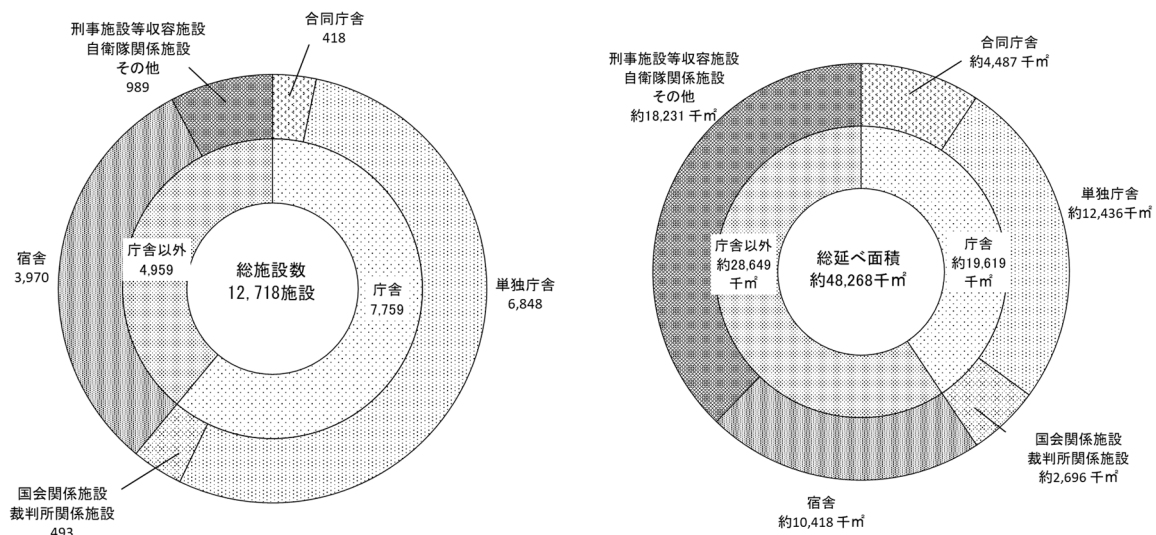 刑事施設等収容施設
自衛隊関係施設
その他
989
合同庁舎
418
宿舎
3,970
庁舎以外
4,959
総施設数
12,718施設
庁舎
7,759
単独庁舎
6,848
国会関係施設
裁判所関係施設
493
刑事施設等収容施設
自衛隊関係施設
その他
約18,231 千㎡
合同庁舎
約4,487 千㎡
単独庁舎
約12,436千㎡
庁舎以外
約28,649
千㎡
総延べ面積
約48,268千㎡
庁舎
約19,619
千㎡
国会関係施設
裁判所関係施設
約2,696 千㎡
宿舎
約10,418 千㎡